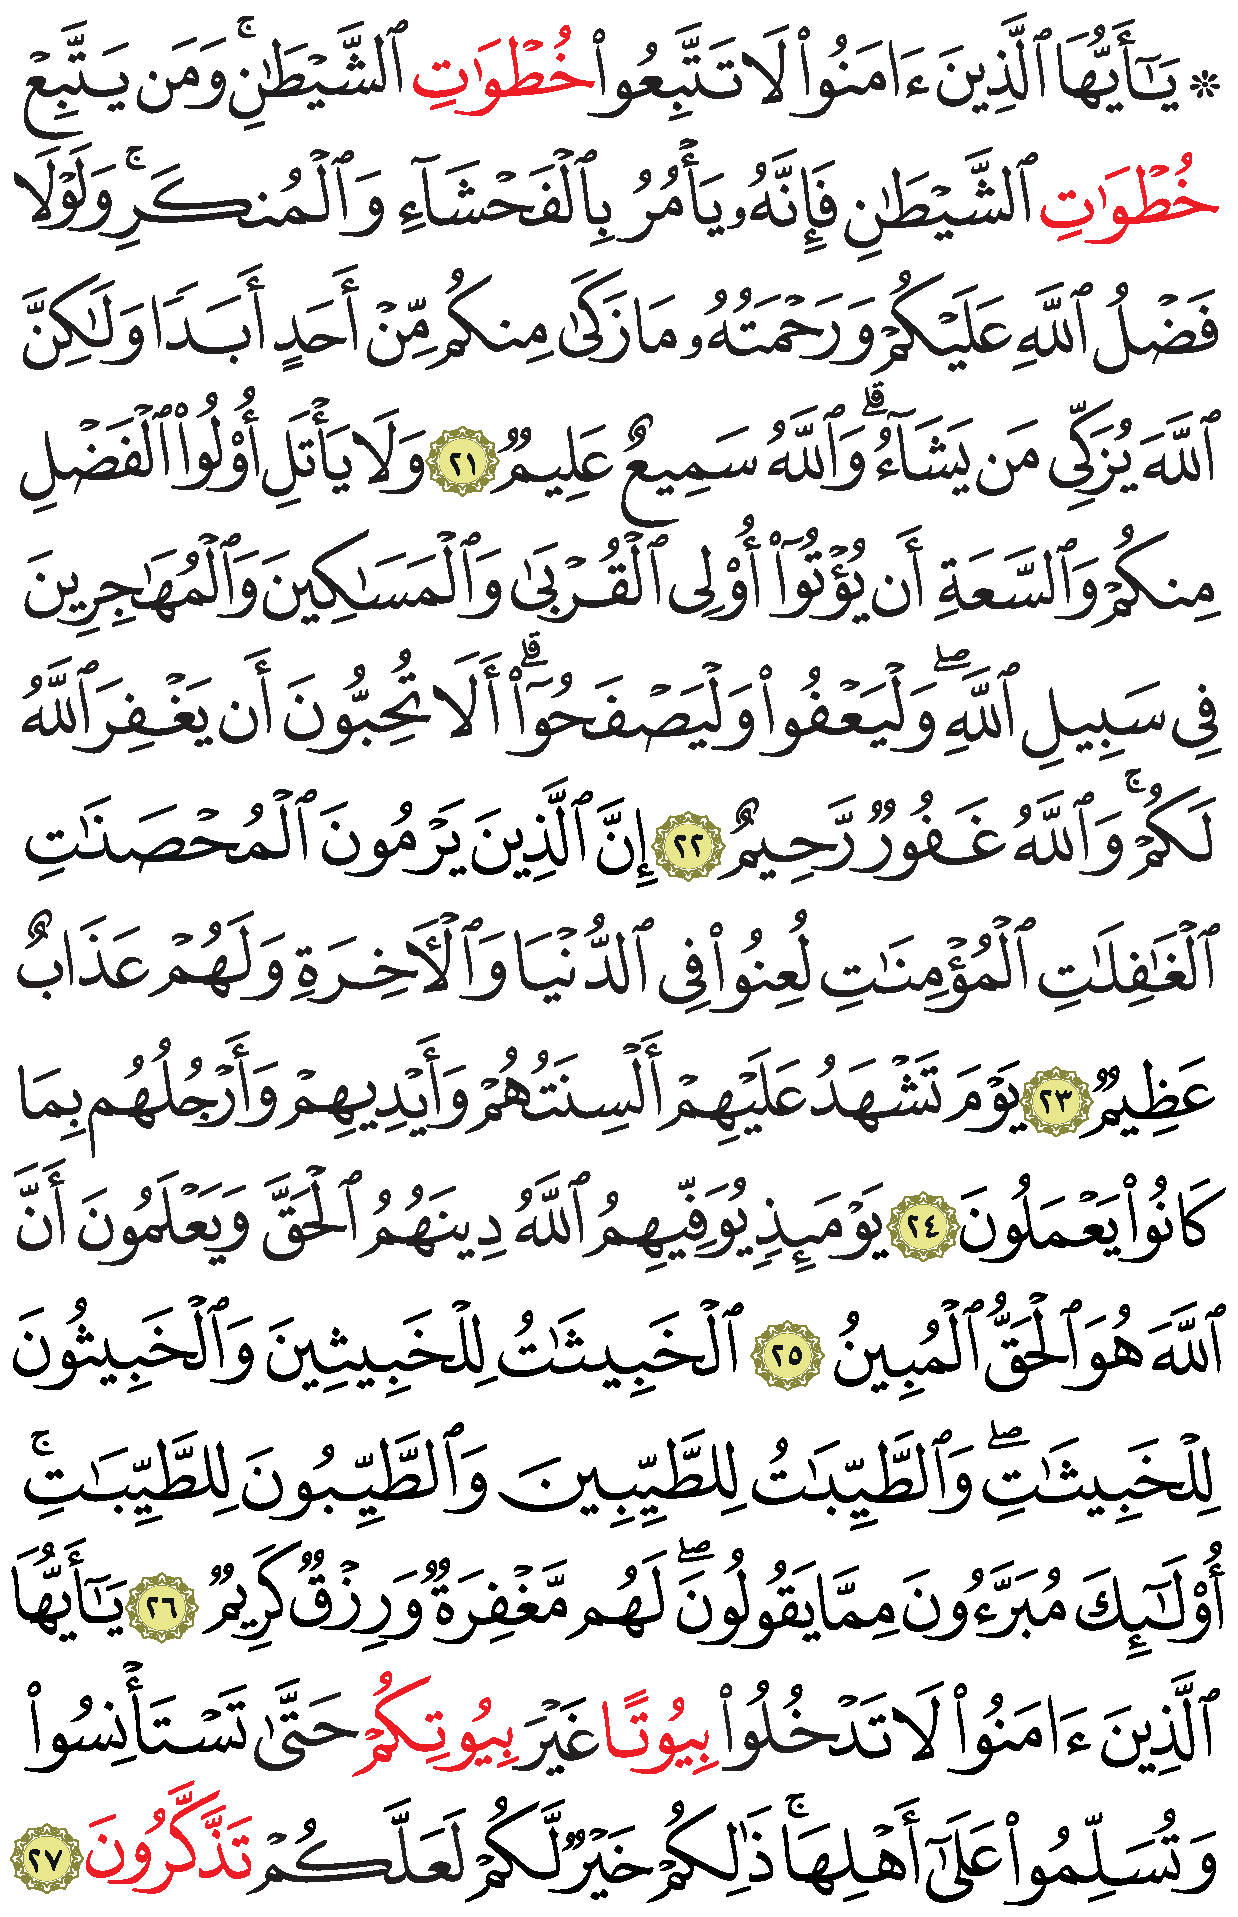 * يَـٰٓأَيُّهَا ٱلَّذِينَ ءَامَنُوا۟ لَا تَتَّبِعُوا۟ خُطْوَٰتِ ٱلشَّيْطَـٰنِ ۚ وَمَن يَتَّبِعْ
خُطْوَٰتِ ٱلشَّيْطَـٰنِ فَإِنَّهُۥ يَأْمُرُ بِٱلْفَحْشَآءِ وَٱلْمُنكَرِ ۚ وَلَوْلَا
فَضْلُ ٱللَّهِ عَلَيْكُمْ وَرَحْمَتُهُۥ مَا زَكَىٰ مِنكُم مِّنْ أَحَدٍ أَبَدًا وَلَـٰكِنَّ
ٱللَّهَ يُزَكِّى مَن يَشَآءُ ۗ وَٱللَّهُ سَمِيعٌ عَلِيمٌ ٢١ وَلَا يَأْتَلِ أُو۟لُوا۟ ٱلْفَضْلِ
مِنكُمْ وَٱلسَّعَةِ أَن يُؤْتُوٓا۟ أُو۟لِى ٱلْقُرْبَىٰ وَٱلْمَسَـٰكِينَ وَٱلْمُهَـٰجِرِينَ
فِى سَبِيلِ ٱللَّهِ ۖ وَلْيَعْفُوا۟ وَلْيَصْفَحُوٓا۟ ۗ أَلَا تُحِبُّونَ أَن يَغْفِرَ ٱللَّهُ
لَكُمْ ۚ وَٱللَّهُ غَفُورٌ رَّحِيمٌ ٢٢ إِنَّ ٱلَّذِينَ يَرْمُونَ ٱلْمُحْصَنَـٰتِ
ٱلْغَـٰفِلَـٰتِ ٱلْمُؤْمِنَـٰتِ لُعِنُوا۟ فِى ٱلدُّنْيَا وَٱلْـَٔاخِرَةِ وَلَهُمْ عَذَابٌ
عَظِيمٌ ٢٣ يَوْمَ تَشْهَدُ عَلَيْهِمْ أَلْسِنَتُهُمْ وَأَيْدِيهِمْ وَأَرْجُلُهُم بِمَا
كَانُوا۟ يَعْمَلُونَ ٢٤ يَوْمَئِذٍ يُوَفِّيهِمُ ٱللَّهُ دِينَهُمُ ٱلْحَقَّ وَيَعْلَمُونَ أَنَّ
ٱللَّهَ هُوَ ٱلْحَقُّ ٱلْمُبِينُ ٢٥ ٱلْخَبِيثَـٰتُ لِلْخَبِيثِينَ وَٱلْخَبِيثُونَ
لِلْخَبِيثَـٰتِ ۖ وَٱلطَّيِّبَـٰتُ لِلطَّيِّبِينَ وَٱلطَّيِّبُونَ لِلطَّيِّبَـٰتِ ۚ
أُو۟لَـٰٓئِكَ مُبَرَّءُونَ مِمَّا يَقُولُونَ ۖ لَهُم مَّغْفِرَةٌ وَرِزْقٌ كَرِيمٌ ٢٦ يَـٰٓأَيُّهَا
ٱلَّذِينَ ءَامَنُوا۟ لَا تَدْخُلُوا۟ بِيُوتًا غَيْرَ بِيُوتِكُمْ حَتَّىٰ تَسْتَأْنِسُوا۟
وَتُسَلِّمُوا۟ عَلَىٰٓ أَهْلِهَا ۚ ذَٰلِكُمْ خَيْرٌ لَّكُمْ لَعَلَّكُمْ تَذَّكَّرُونَ ٢٧